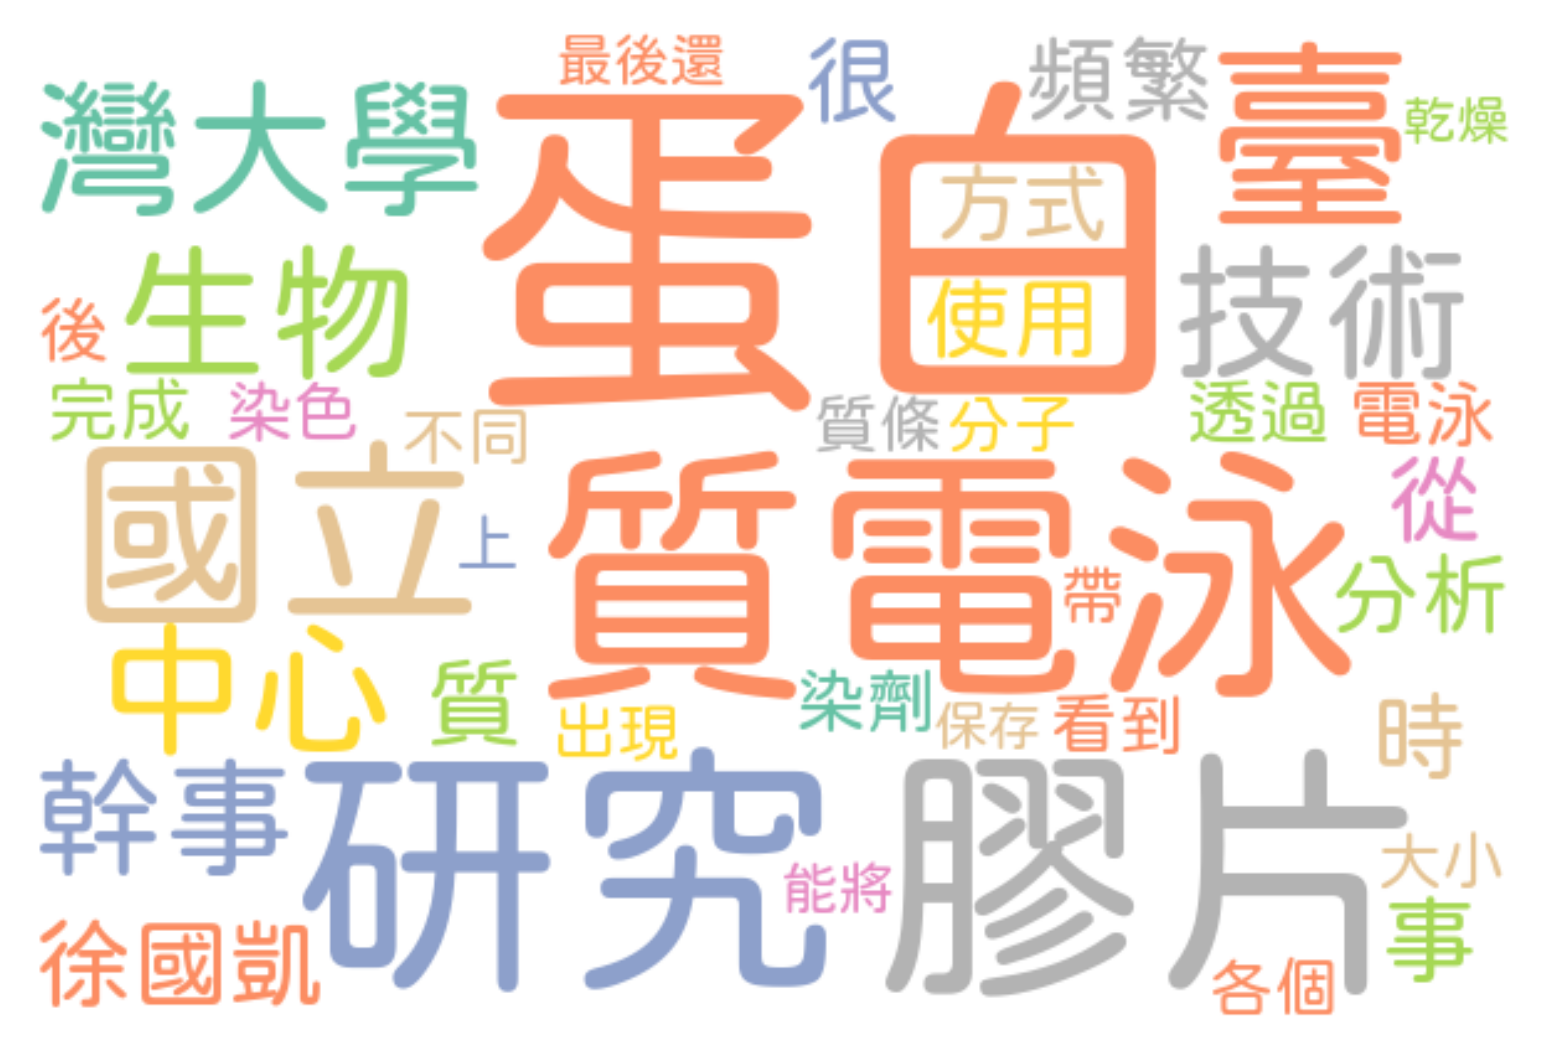 最後還
很
頻繁
臺
乾燥
灣大學
蛋白
方式
使用
生物
後
技術
完成
染色
不同
質條
分子
透過
電泳
國立
上
質電泳
帶
從
分析
中心
質
出現
染劑
保存
看到
時
幹事
研究
能將
膠片
大小
事
徐國凱
各個